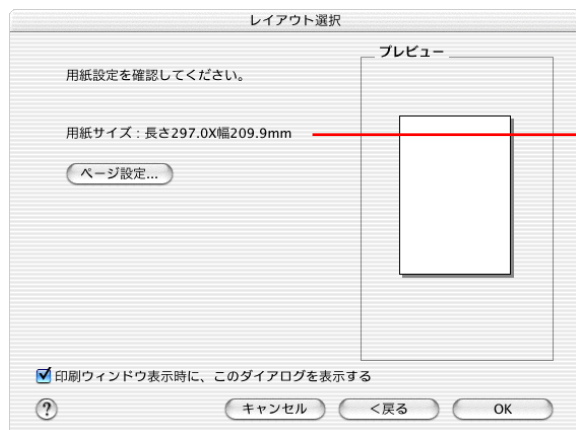 レイアウト選択
プレビュー
用紙設定を確認してください。
用紙サイズ：長さ297.0X幅209.9mm
ページ設定...
印刷ウィンドウ表示時に、このダイアログを表示する
?
キャンセル
<戻る
OK